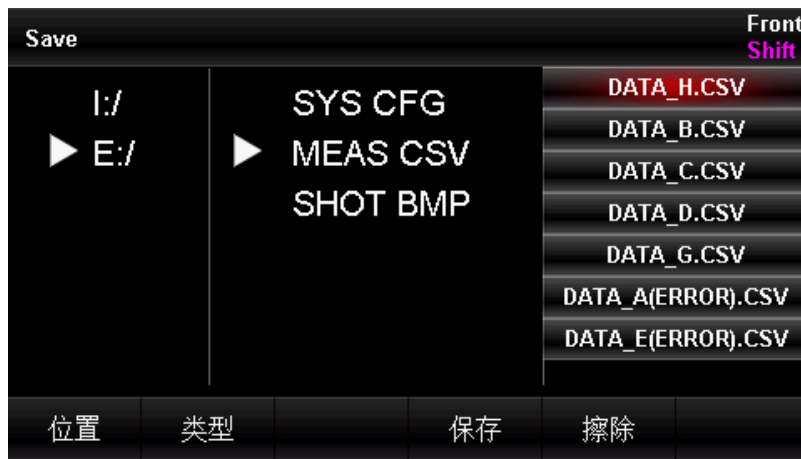 Save
Front
Shift
I:/
E:/
SYS CFG
MEAS CSV
SHOT BMP
DATA_H.CSV
DATA_B.CSV
DATA_C.CSV
DATA_D.CSV
DATA_G.CSV
DATA_A(ERROR).CSV
DATA_E(ERROR).CSV
位置 类型 保存 擦除